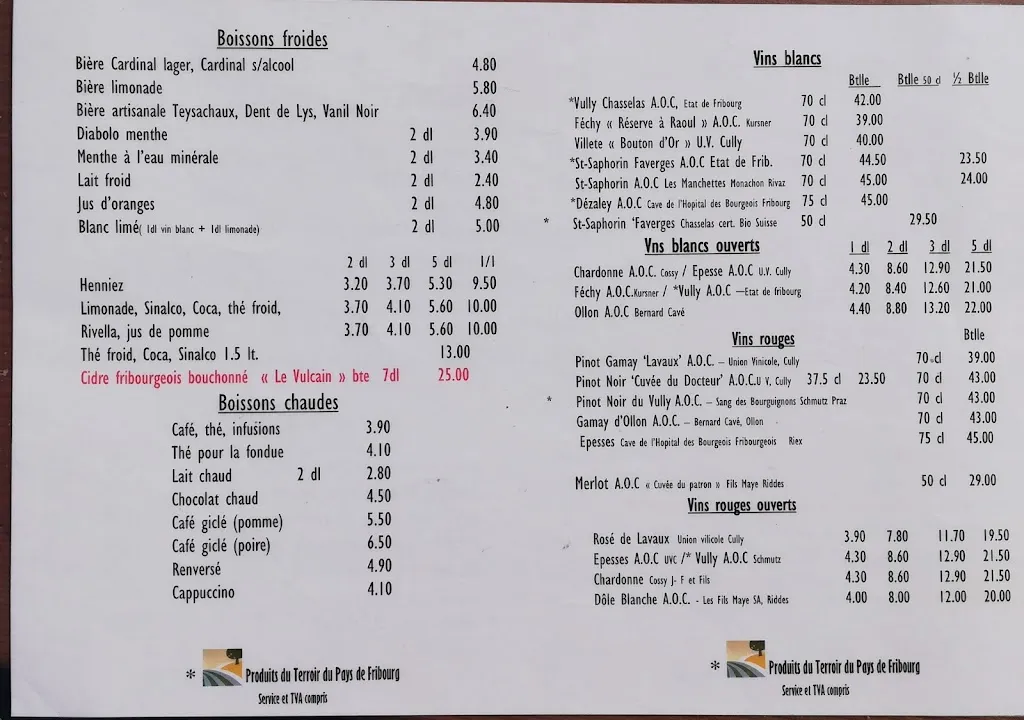 Boissons froides
Bière Cardinal lager, Cardinal s/alcool 4.80
Bière limonade 5.80
Bière artisanale Teysachaux, Dent de Lys, Vanil Noir 6.40
Diabolo menthe 2 dl 3.90
Menthe à l'eau minérale 2 dl 3.40
Lait froid 2 dl 2.40
Jus d'oranges 2 dl 4.80
Blanc limé( 1dl vin blanc + 1dl limonade) 2 dl 5.00
2 dl 3 dl 5 dl 1/1
Henniez 3.20 3.70 5.30 9.50
Limonade, Sinalco, Coca, thé froid, 3.70 4.10 5.60 10.00
Rivella, jus de pomme 3.70 4.10 5.60 10.00
Thé froid, Coca, Sinalco 1.5 lt. 13.00
Cidre fribourgeois bouchonné « Le Vulcain » bte 7dl 25.00
Boissons chaudes
Café, thé, infusions 3.90
Thé pour la fondue 4.10
Lait chaud 2 dl 2.80
Chocolat chaud 4.50
Café giclé (pomme) 5.50
Café giclé (poire) 6.50
Renversé 4.90
Cappuccino 4.10
* Produits du Terroir du Pays de Fribourg
Service et TVA compris
Vins blancs
Btlle Btlle 50 cl ½ Btlle
*Vully Chasselas A.O.C, Etat de Fribourg 70 cl 42.00
Féchy « Réserve à Raoul » A.O.C. Kursner 70 cl 39.00
Villete « Bouton d'Or » U.V. Cully 70 cl 40.00
*St-Saphorin Faverges A.O.C Etat de Frib. 70 cl 44.50 23.50
St-Saphorin A.O.C Les Manchettes Monachon Rivaz 70 cl 45.00 24.00
*Dézaley A.O.C Cave de l'Hopital des Bourgeois Fribourg 75 cl 45.00
* St-Saphorin 'Faverges Chasselas cert. Bio Suisse 50 cl 29.50
Vns blancs ouverts 1 dl 2 dl 3 dl 5 dl
Chardonne A.O.C. Cossy / Epesse A.O.C U.V. Cully 4.30 8.60 12.90 21.50
Féchy A.O.C.Kursner / *Vully A.O.C –Etat de fribourg 4.20 8.40 12.60 21.00
Ollon A.O.C Bernard Cavé 4.40 8.80 13.20 22.00
Vins rouges Btlle
Pinot Gamay 'Lavaux' A.O.C. – Union Vinicole, Cully 70.cl 39.00
Pinot Noir 'Cuvée du Docteur' A.O.C.U V, Cully 37.5 cl 23.50 70 cl 43.00
* Pinot Noir du Vully A.O.C. – Sang des Bourguignons Schmutz Praz 70 cl 43.00
Gamay d'Ollon A.O.C. – Bernard Cavé, Ollon 70 cl 43.00
Epesses Cave de l'Hopital des Bourgeois Fribourgeois Riex 75 cl 45.00
Merlot A.O.C « Cuvée du patron » Fils Maye Riddes 50 cl 29.00
Vins rouges ouverts
Rosé de Lavaux Union vilicole Cully 3.90 7.80 11.70 19.50
Epesses A.O.C UVC /* Vully A.O.C Schmutz 4.30 8.60 12.90 21.50
Chardonne Cossy J- F et Fils 4.30 8.60 12.90 21.50
Dôle Blanche A.O.C. - Les Fils Maye SA, Riddes 4.00 8.00 12.00 20.00
* Produits du Terroir du Pays de Fribourg
Service et TVA compris